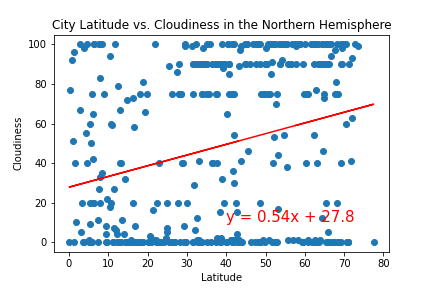 City Latitude vs. Cloudiness in the Northern Hemisphere
100
80
60
40
20
0
Cloudiness
y = 0.54x + 27.8
0 10 20 30 40 50 60 70 80
Latitude